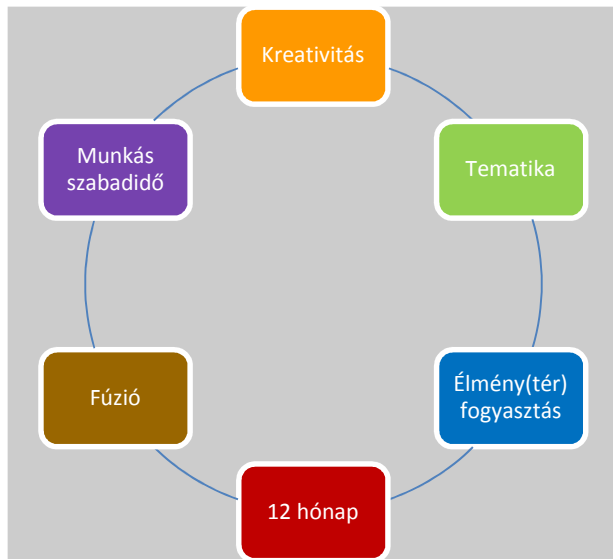 Kreativitás
Tematika
Élmény(tér)
fogyasztás
12 hónap
Fúzió
Munkás
szabadidő